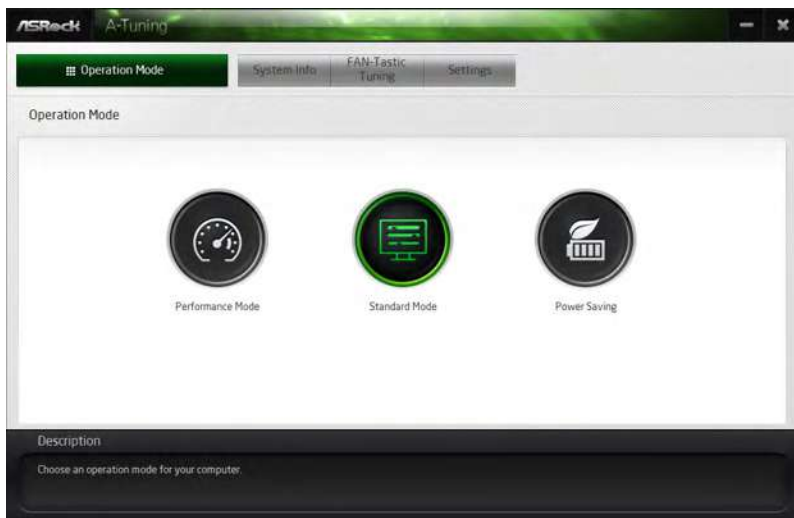 ASRock A-Tuning
Operation Mode
System Info
FAN-Tastic
Tuning
Settings
Operation Mode
Performance Mode
Standard Mode
Power Saving
Description
Choose an operation mode for your computer.